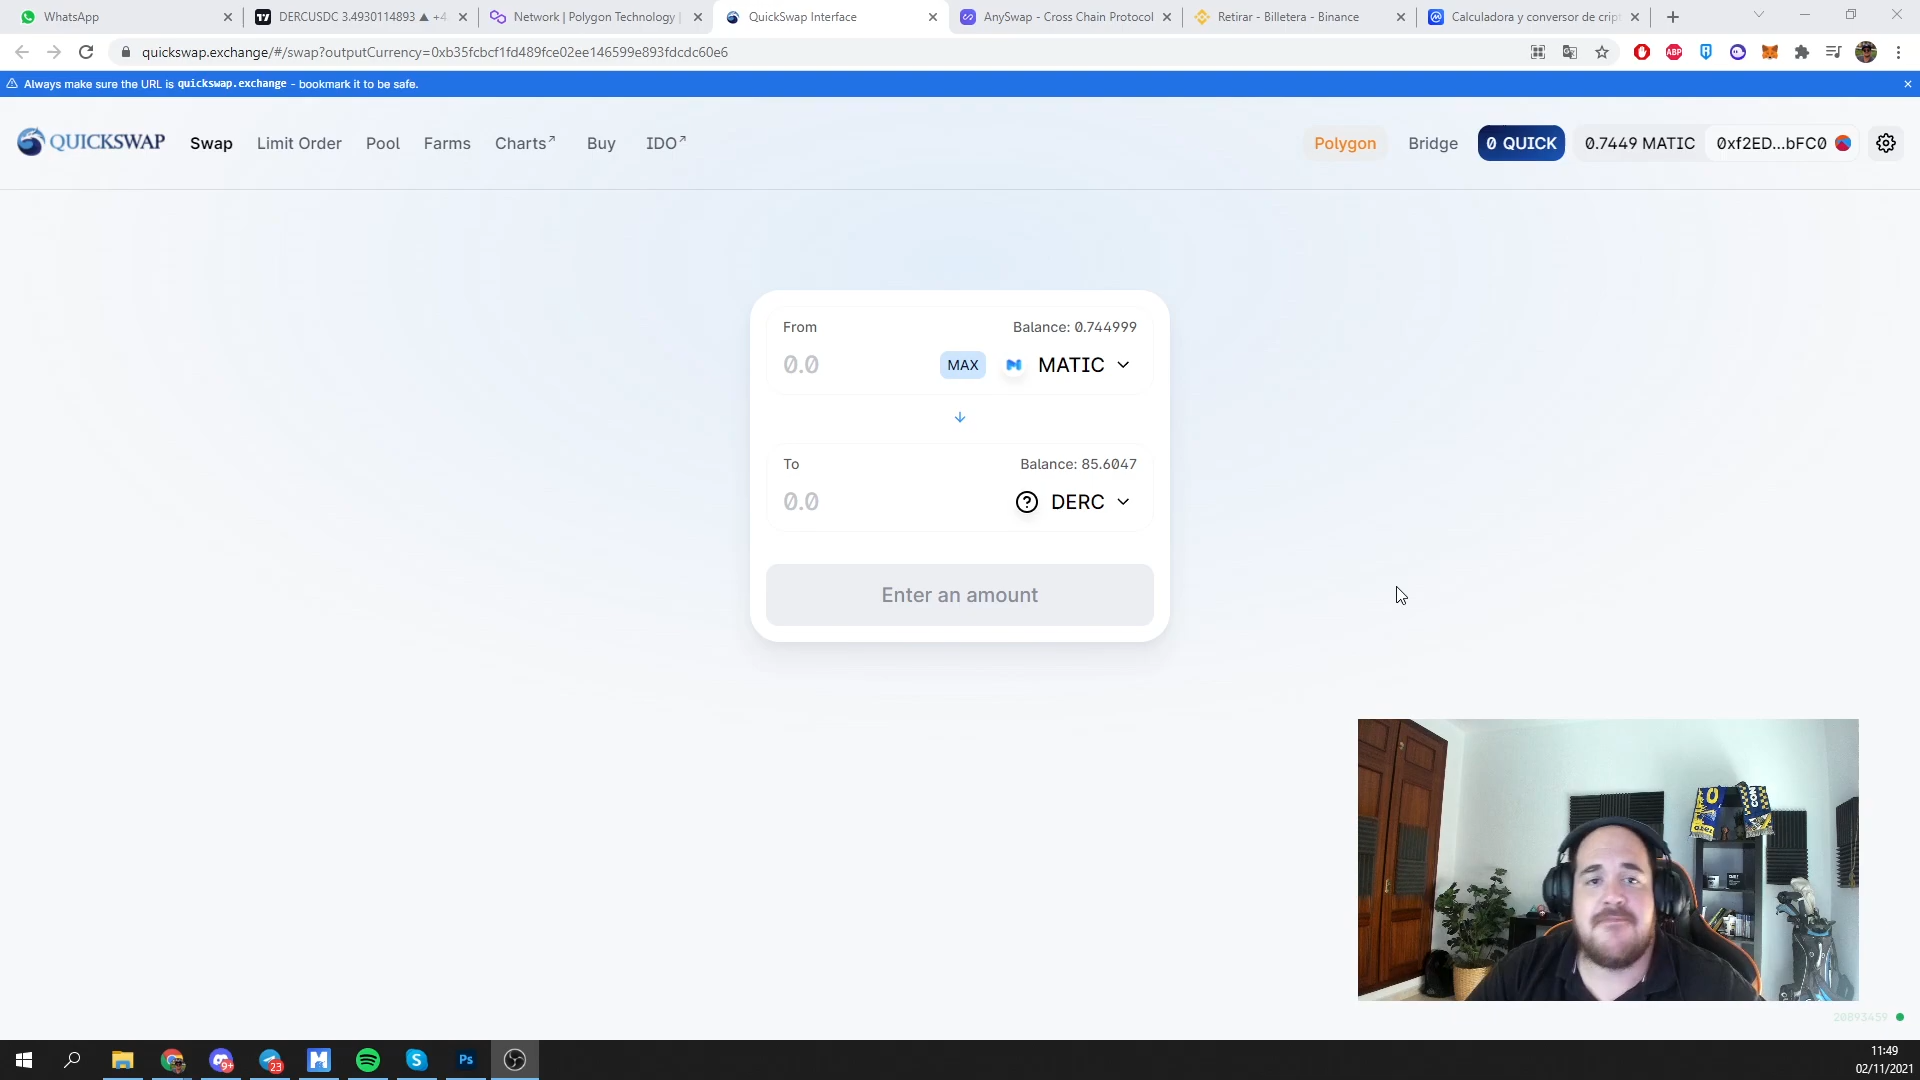 WhatsApp
DERCUSDC 3.4930114893 ▲ +4.
Network | Polygon Technology |
QuickSwap Interface
AnySwap - Cross Chain Protocol
Retirar - Billetera - Binance
Calculadora y conversor de cript
quickswap.exchange/#/swap?outputCurrency=0xb35fcbcf1fd489fce02ee146599e893fdcdc60e6
Always make sure the URL is quickswap.exchange - bookmark it to be safe.
QUICKSWAP
Swap
Limit Order
Pool
Farms
Charts↗
Buy
IDO↗
Polygon
Bridge
0 QUICK
0.7449 MATIC
0xf2ED...bFC0
From
Balance: 0.744999
0.0
MAX
MATIC
To
Balance: 85.6047
0.0
DERC
Enter an amount
20893459
11:49
02/11/2021